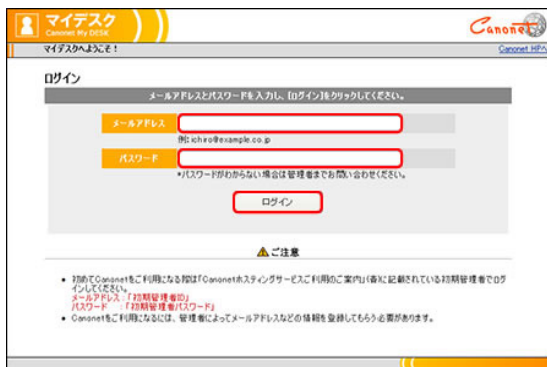 マイデスク
Canonet My DESK
Canonet
マイデスクへようこそ！
Canonet HPへ
ログイン
メールアドレスとパスワードを入力し、[ログイン]をクリックしてください。
メールアドレス
例: ichiro@example.co.jp
パスワード
*パスワードがわからない場合は管理者までお問い合わせください。
ログイン
ご注意
• 初めてCanonetをご利用になる際は「Canonetホスティングサービスご利用のご案内」(春)に記載されている初期管理者でログ
インしてください。
メールアドレス：「初期管理者ID」
パスワード ：「初期管理者パスワード」
• Canonetをご利用になるには、管理者によってメールアドレスなどの情報を登録してもらう必要があります。